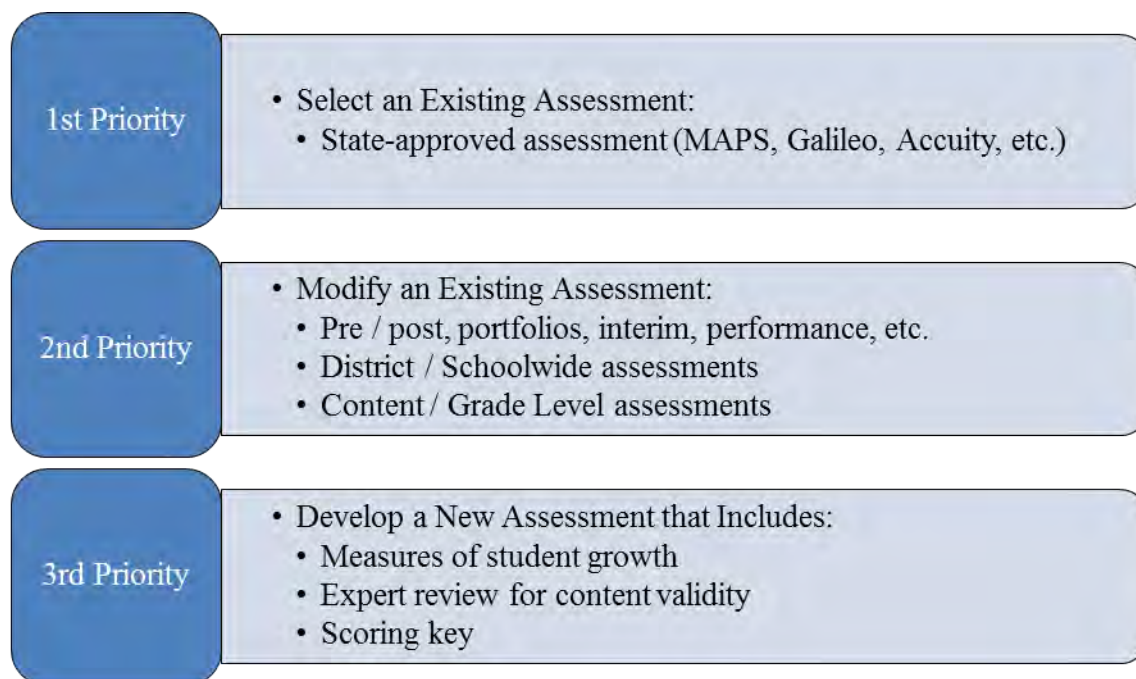 1st Priority
• Select an Existing Assessment:
• State-approved assessment (MAPS, Galileo, Accuity, etc.)
2nd Priority
• Modify an Existing Assessment:
• Pre / post, portfolios, interim, performance, etc.
• District / Schoolwide assessments
• Content / Grade Level assessments
3rd Priority
• Develop a New Assessment that Includes:
• Measures of student growth
• Expert review for content validity
• Scoring key